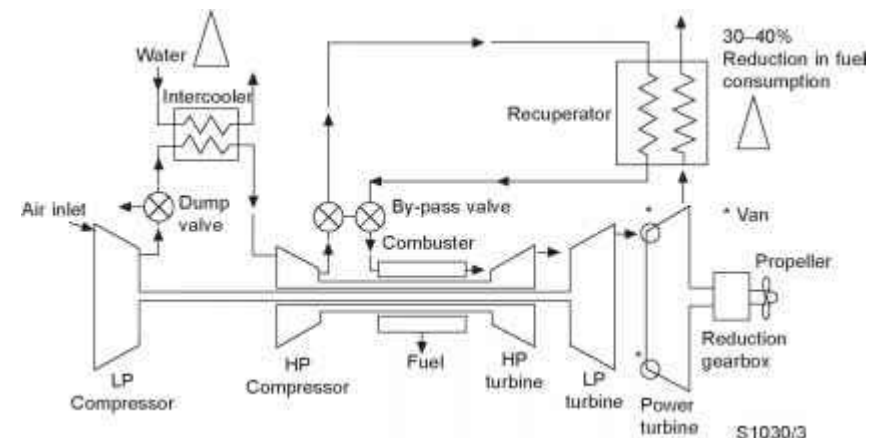 Water
Intercooler
30–40%
Reduction in fuel
consumption
Recuperator
Air inlet
Dump
valve
By-pass valve
* Van
Combuster
*
Propeller
LP
Compressor
HP
Compressor
Fuel
HP
turbine
LP
turbine
*
Power
turbine
Reduction
gearbox
S1030/3